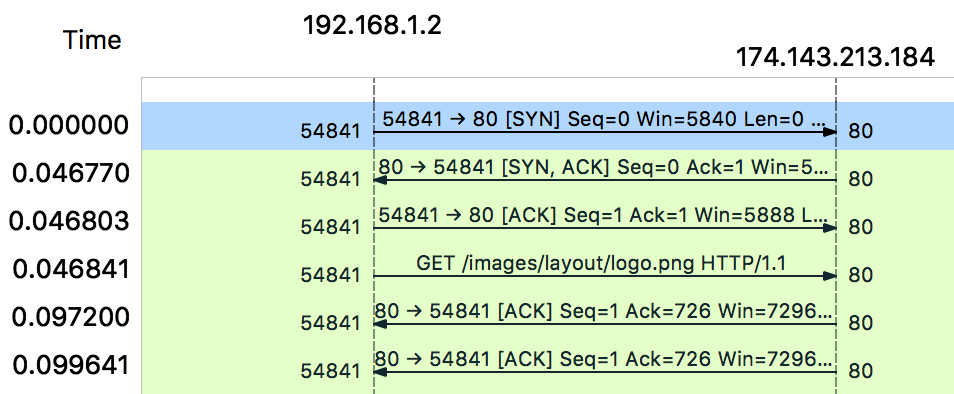 192.168.1.2
Time
174.143.213.184
0.000000 54841 54841 → 80 [SYN] Seq=0 Win=5840 Len=0 ... 80
0.046770 54841 80 → 54841 [SYN, ACK] Seq=0 Ack=1 Win=5... 80
0.046803 54841 54841 → 80 [ACK] Seq=1 Ack=1 Win=5888 L... 80
0.046841 54841 GET /images/layout/logo.png HTTP/1.1 80
0.097200 54841 80 → 54841 [ACK] Seq=1 Ack=726 Win=7296... 80
0.099641 54841 80 → 54841 [ACK] Seq=1 Ack=726 Win=7296... 80